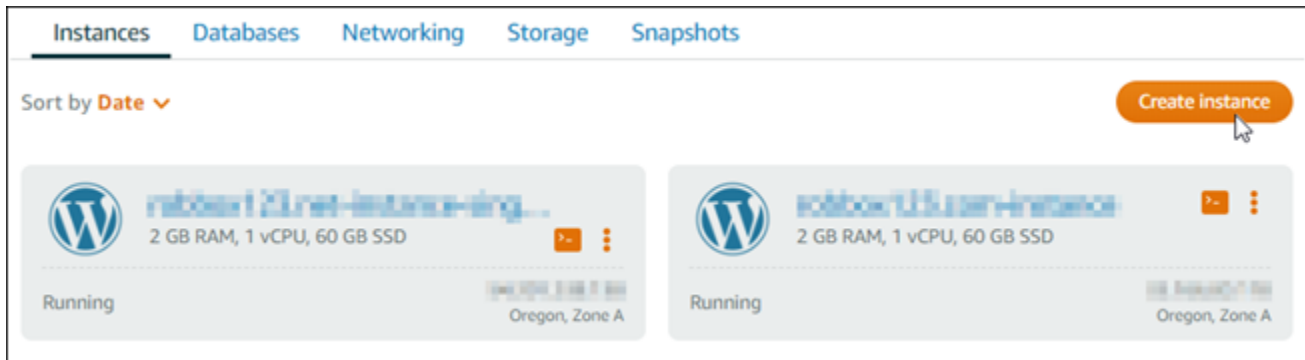 Instances Databases Networking Storage Snapshots
Sort by Date
Create instance
2 GB RAM, 1 vCPU, 60 GB SSD
Running
Oregon, Zone A
2 GB RAM, 1 vCPU, 60 GB SSD
Running
Oregon, Zone A